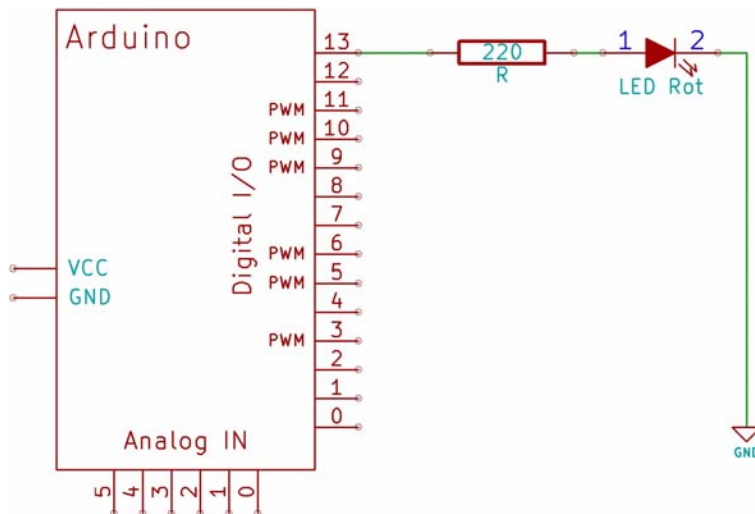 Arduino
13
220
R
1
2
LED Rot
12
PWM 11
PWM 10
PWM 9
8
7
PWM 6
PWM 5
4
PWM 3
2
1
0
Digital I/O
VCC
GND
Analog IN
5 4 3 2 1 0
GND